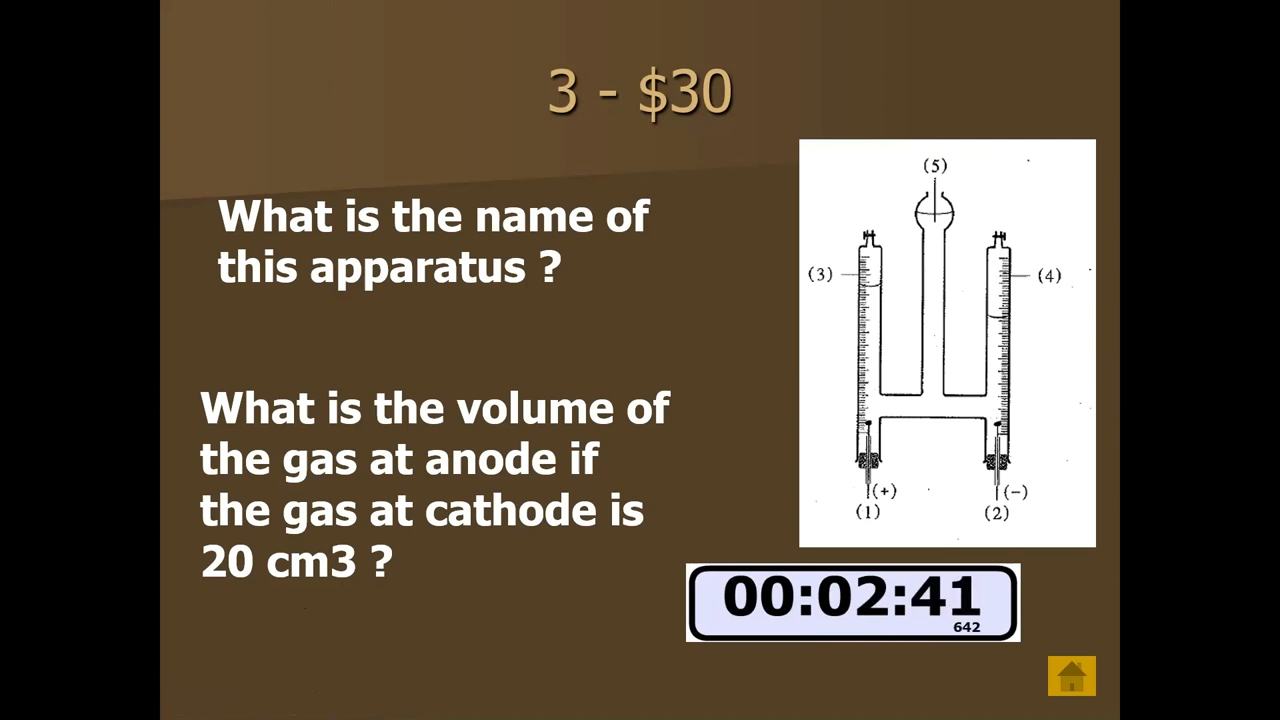 3 - $30
What is the name of
this apparatus ?
What is the volume of
the gas at anode if
the gas at cathode is
20 cm3 ?
(5)
(3)
(4)
(+)
(−)
(1)
(2)
00:02:41
642